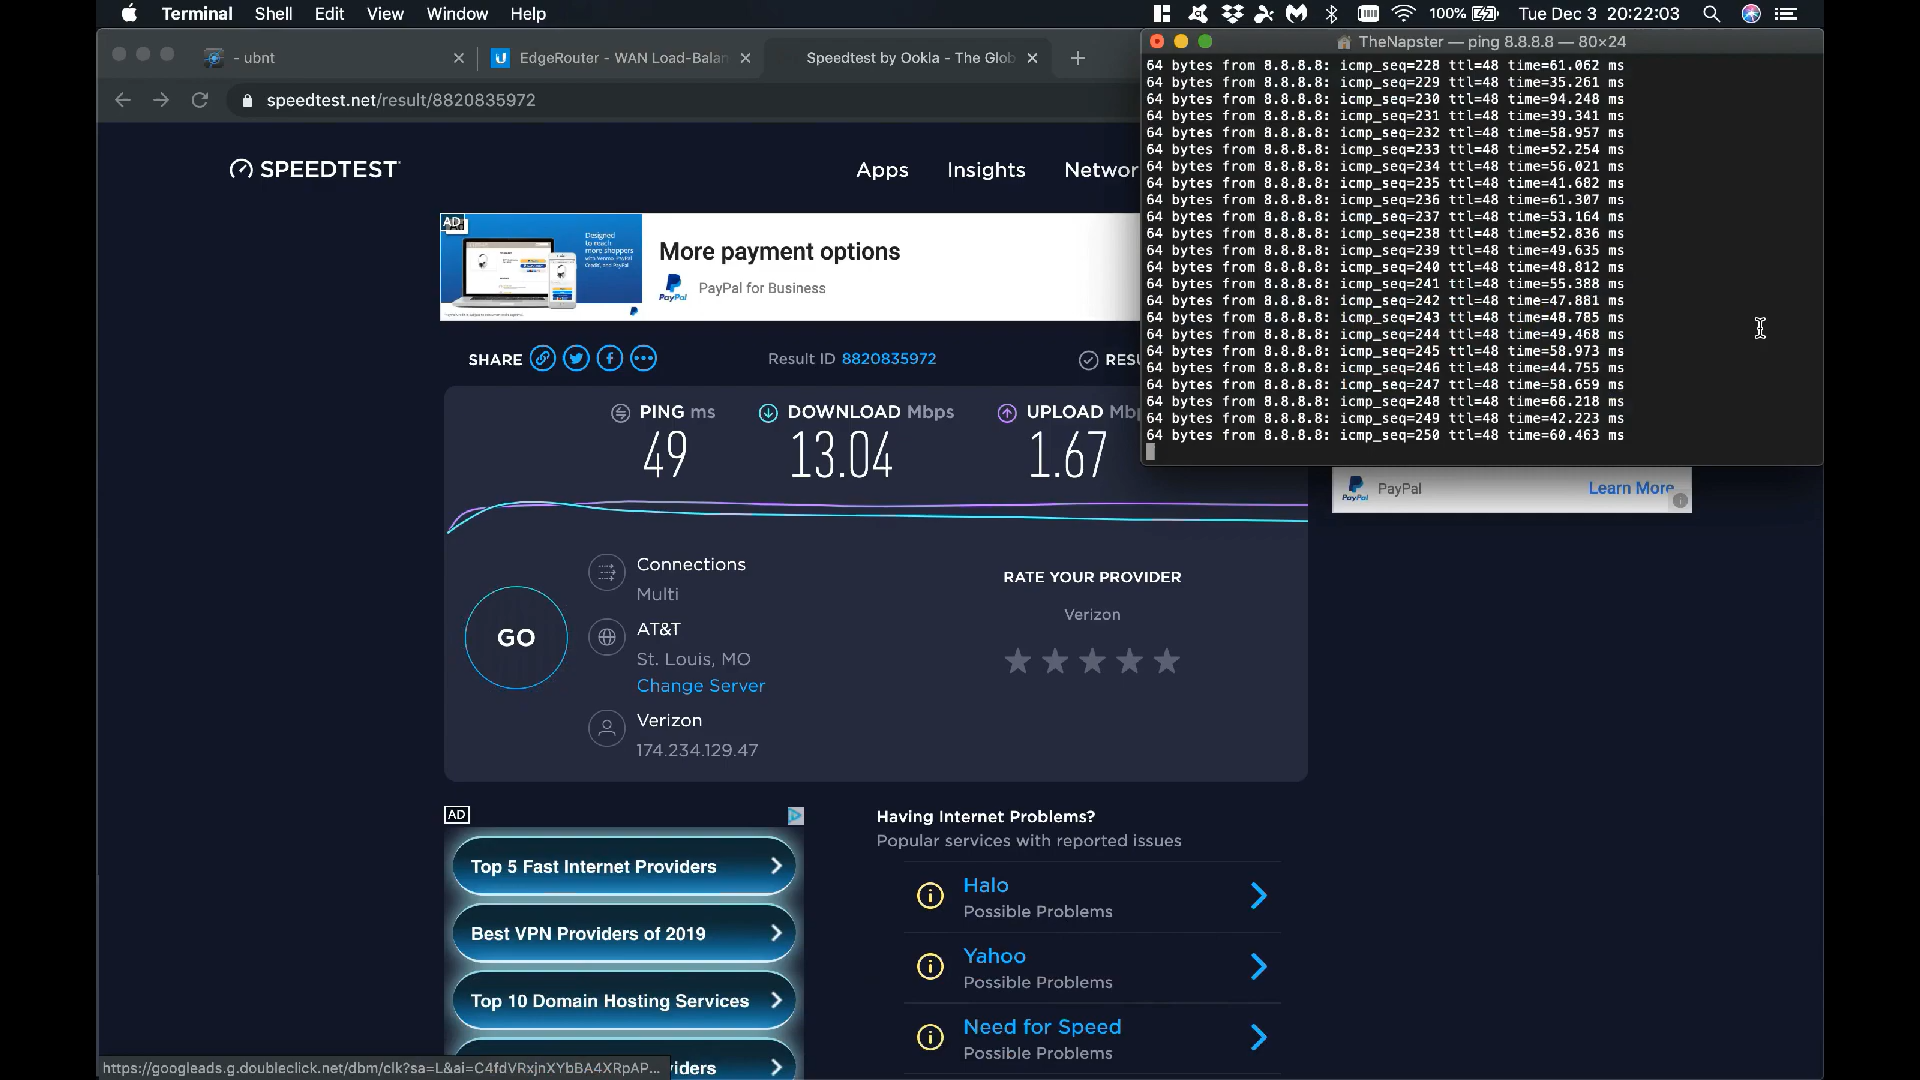 Terminal Shell Edit View Window Help
100% Tue Dec 3 20:22:03
- ubnt
EdgeRouter - WAN Load-Balan
Speedtest by Ookla - The Glob
speedtest.net/result/8820835972
TheNapster — ping 8.8.8.8 — 80×24
64 bytes from 8.8.8.8: icmp_seq=228 ttl=48 time=61.062 ms
64 bytes from 8.8.8.8: icmp_seq=229 ttl=48 time=35.261 ms
64 bytes from 8.8.8.8: icmp_seq=230 ttl=48 time=94.248 ms
64 bytes from 8.8.8.8: icmp_seq=231 ttl=48 time=39.341 ms
64 bytes from 8.8.8.8: icmp_seq=232 ttl=48 time=58.957 ms
64 bytes from 8.8.8.8: icmp_seq=233 ttl=48 time=52.254 ms
64 bytes from 8.8.8.8: icmp_seq=234 ttl=48 time=56.021 ms
64 bytes from 8.8.8.8: icmp_seq=235 ttl=48 time=41.682 ms
64 bytes from 8.8.8.8: icmp_seq=236 ttl=48 time=61.307 ms
64 bytes from 8.8.8.8: icmp_seq=237 ttl=48 time=53.164 ms
64 bytes from 8.8.8.8: icmp_seq=238 ttl=48 time=52.836 ms
64 bytes from 8.8.8.8: icmp_seq=239 ttl=48 time=49.635 ms
64 bytes from 8.8.8.8: icmp_seq=240 ttl=48 time=48.812 ms
64 bytes from 8.8.8.8: icmp_seq=241 ttl=48 time=55.388 ms
64 bytes from 8.8.8.8: icmp_seq=242 ttl=48 time=47.881 ms
64 bytes from 8.8.8.8: icmp_seq=243 ttl=48 time=48.785 ms
64 bytes from 8.8.8.8: icmp_seq=244 ttl=48 time=49.468 ms
64 bytes from 8.8.8.8: icmp_seq=245 ttl=48 time=58.973 ms
64 bytes from 8.8.8.8: icmp_seq=246 ttl=48 time=44.755 ms
64 bytes from 8.8.8.8: icmp_seq=247 ttl=48 time=58.659 ms
64 bytes from 8.8.8.8: icmp_seq=248 ttl=48 time=66.218 ms
64 bytes from 8.8.8.8: icmp_seq=249 ttl=48 time=42.223 ms
64 bytes from 8.8.8.8: icmp_seq=250 ttl=48 time=60.463 ms
SPEEDTEST
Apps Insights Networ
AD
Designed
to reach
more shoppers
More payment options
PayPal PayPal for Business
SHARE
Result ID 8820835972
RESU
PING ms
DOWNLOAD Mbps
UPLOAD Mbp
49
13.04
1.67
PayPal PayPal
Learn More
Connections
Multi
AT&T
St. Louis, MO
Change Server
Verizon
174.234.129.47
GO
RATE YOUR PROVIDER
Verizon
AD
Top 5 Fast Internet Providers
Best VPN Providers of 2019
Top 10 Domain Hosting Services
viders
Having Internet Problems?
Popular services with reported issues
Halo
Possible Problems
Yahoo
Possible Problems
Need for Speed
Possible Problems
https://googleads.g.doubleclick.net/dbm/clk?sa=L&ai=C4fdVRxjnXYbBA4XRpAP...